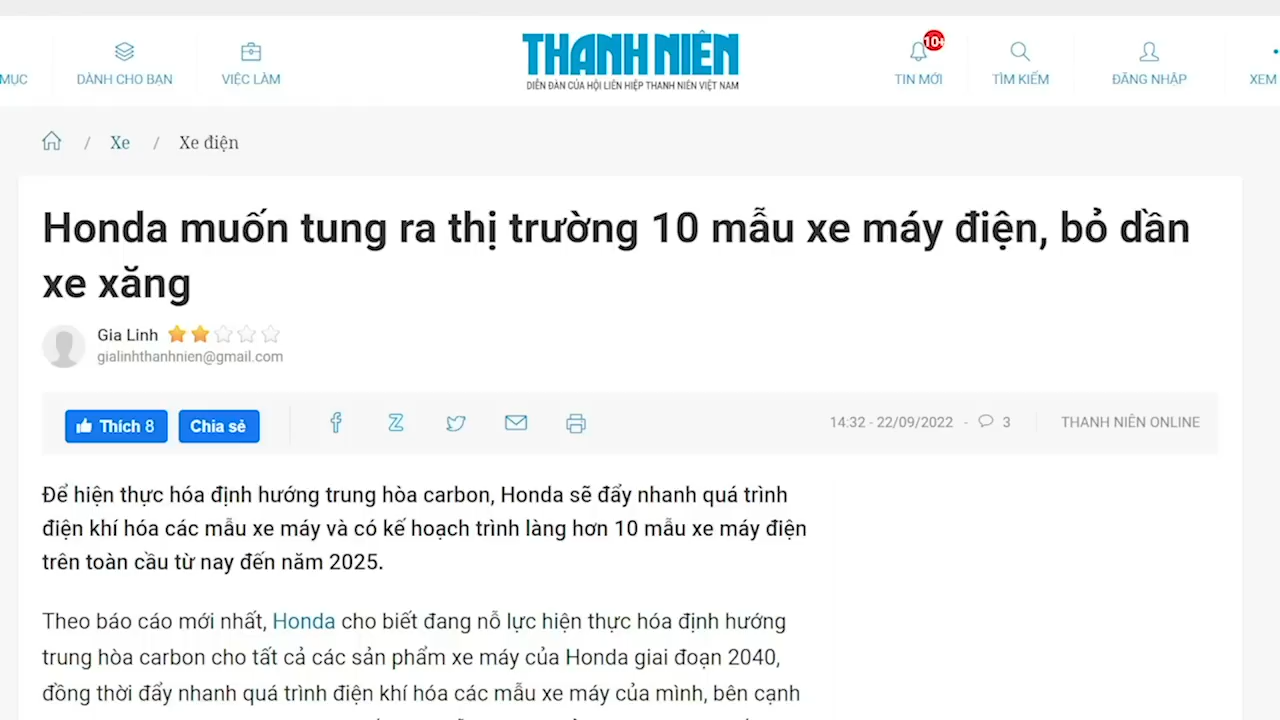 MỤC
DÀNH CHO BẠN
VIỆC LÀM
THANH NIÊN
DIỄN ĐÀN CỦA HỘI LIÊN HIỆP THANH NIÊN VIỆT NAM
10+
TIN MỚI
TÌM KIẾM
ĐĂNG NHẬP
XEM
/ Xe / Xe điện
Honda muốn tung ra thị trường 10 mẫu xe máy điện, bỏ dần
xe xăng
Gia Linh
gialinhthanhnien@gmail.com
Thích 8
Chia sẻ
14:32 - 22/09/2022 - 3
THANH NIÊN ONLINE
Để hiện thực hóa định hướng trung hòa carbon, Honda sẽ đẩy nhanh quá trình
điện khí hóa các mẫu xe máy và có kế hoạch trình làng hơn 10 mẫu xe máy điện
trên toàn cầu từ nay đến năm 2025.
Theo báo cáo mới nhất, Honda cho biết đang nỗ lực hiện thực hóa định hướng
trung hòa carbon cho tất cả các sản phẩm xe máy của Honda giai đoạn 2040,
đồng thời đẩy nhanh quá trình điện khí hóa các mẫu xe máy của mình, bên cạnh